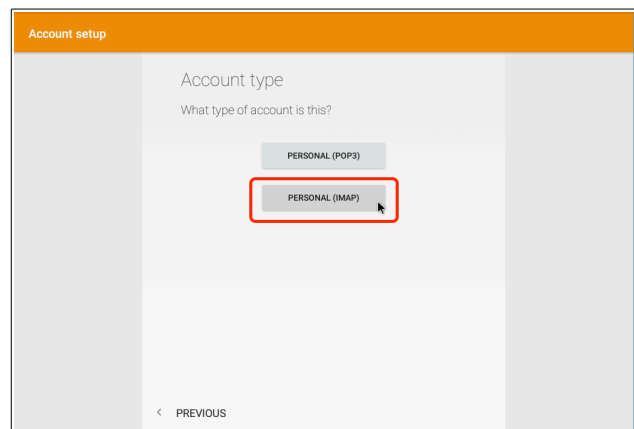 Account setup
Account type
What type of account is this?
PERSONAL (POP3)
PERSONAL (IMAP)
PREVIOUS